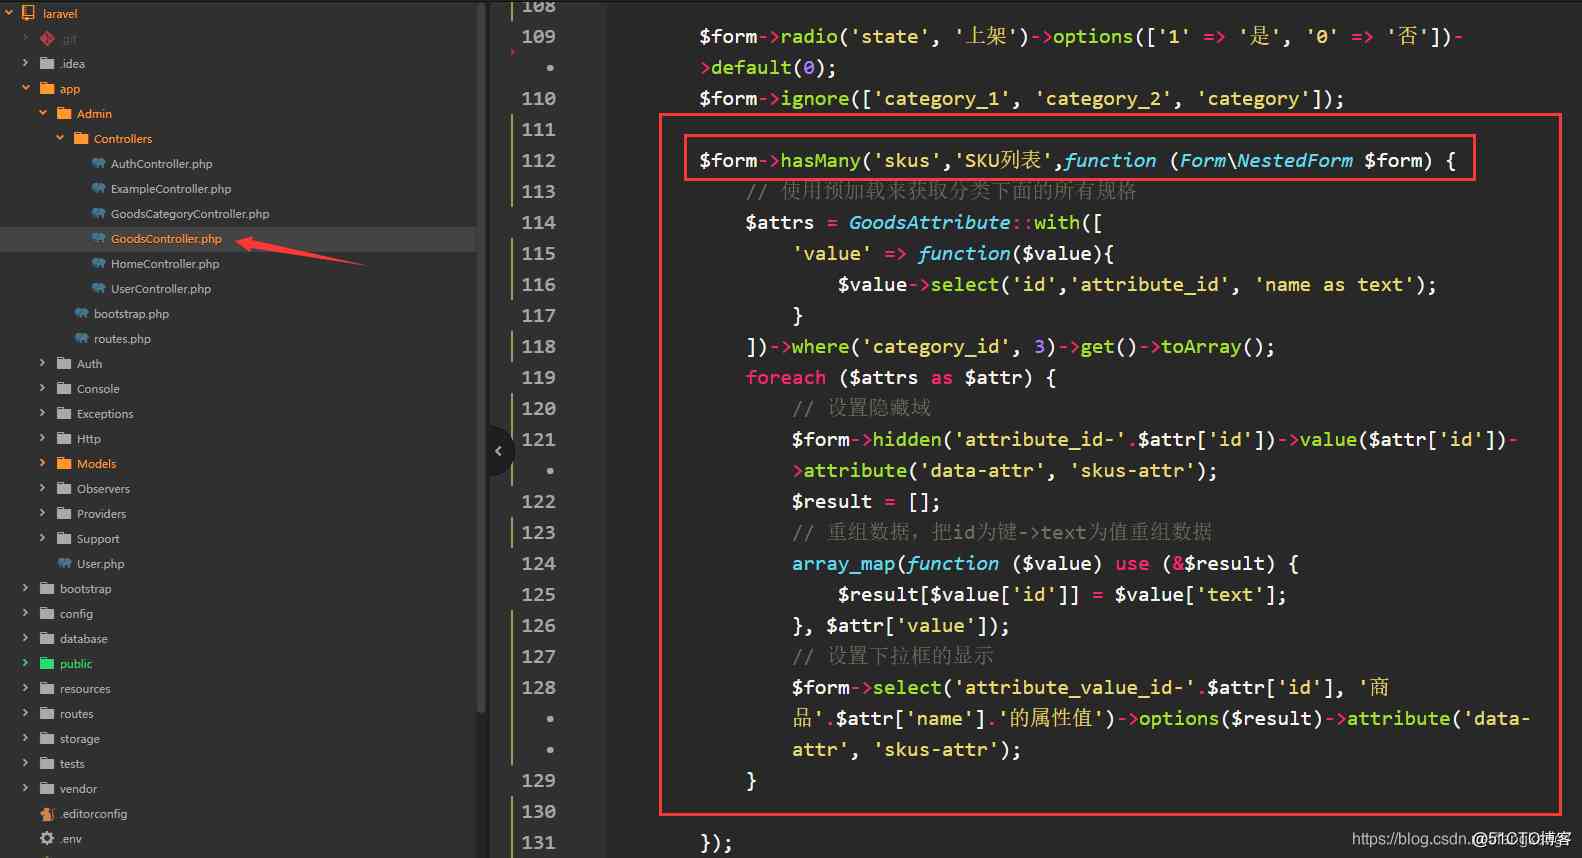 laravel
.git
.idea
app
Admin
Controllers
AuthController.php
ExampleController.php
GoodsCategoryController.php
GoodsController.php
HomeController.php
UserController.php
bootstrap.php
routes.php
Auth
Console
Exceptions
Http
Models
Observers
Providers
Support
User.php
bootstrap
config
database
public
resources
routes
storage
tests
vendor
.editorconfig
.env
108
109 $form->radio('state', '上架')->options(['1' => '是', '0' => '否'])-
>default(0);
110 $form->ignore(['category_1', 'category_2', 'category']);
111
112 $form->hasMany('skus','SKU列表',function (Form\NestedForm $form) {
113 // 使用预加载来获取分类下面的所有规格
114 $attrs = GoodsAttribute::with([
115 'value' => function($value){
116 $value->select('id','attribute_id', 'name as text');
117 }
118 ])->where('category_id', 3)->get()->toArray();
119 foreach ($attrs as $attr) {
120 // 设置隐藏域
121 $form->hidden('attribute_id-'.$attr['id'])->value($attr['id'])-
>attribute('data-attr', 'skus-attr');
122 $result = [];
123 // 重组数据，把id为键->text为值重组数据
124 array_map(function ($value) use (&$result) {
125 $result[$value['id']] = $value['text'];
126 }, $attr['value']);
127 // 设置下拉框的显示
128 $form->select('attribute_value_id-'.$attr['id'], '商
品'.$attr['name'].'的属性值')->options($result)->attribute('data-
attr', 'skus-attr');
129 }
130
131 });
https://blog.csdn.n
@51CTO博客